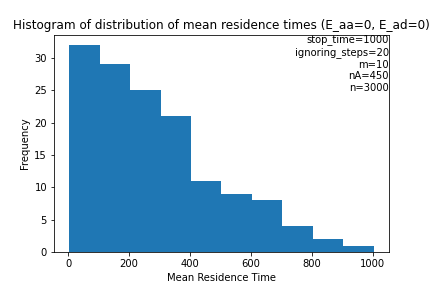 Histogram of distribution of mean residence times (E_aa=0, E_ad=0)
stop_time=1000
ignoring_steps=20
m=10
nA=450
n=3000
Frequency
30
25
20
15
10
5
0
0 200 400 600 800 1000
Mean Residence Time